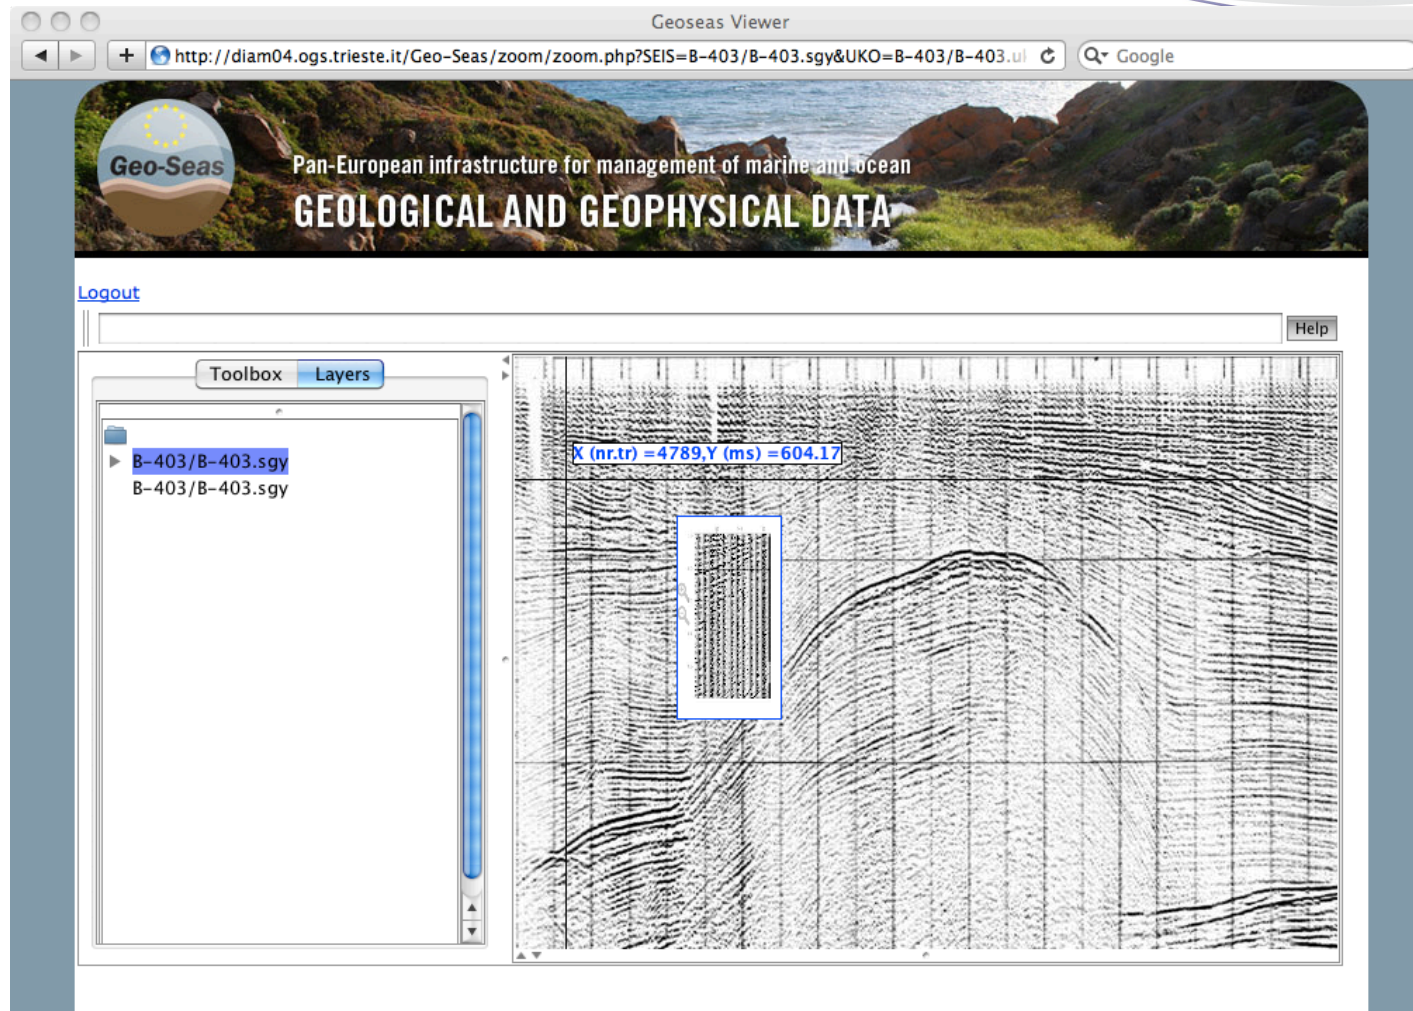 Geoseas Viewer
http://diam04.ogs.trieste.it/Geo-Seas/zoom/zoom.php?SEIS=B-403/B-403.sgy&UKO=B-403/B-403.uk
Google
Geo-Seas
Pan-European infrastructure for management of marine and ocean
GEOLOGICAL AND GEOPHYSICAL DATA
Logout
Help
Toolbox
Layers
B-403/B-403.sgy
B-403/B-403.sgy
X (nr.tr) =4789,Y (ms) =604.17